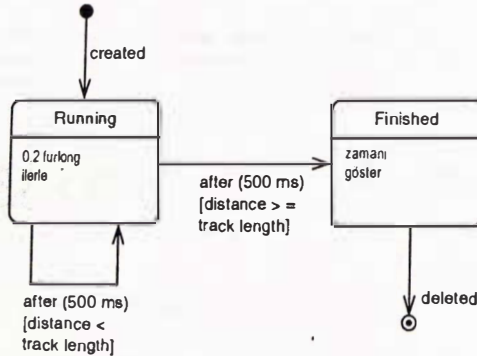 created
Running
0.2 furlong
ilerle
after (500 ms)
[distance > =
track length]
Finished
zamanı
göster
after (500 ms)
[distance <
track length]
deleted